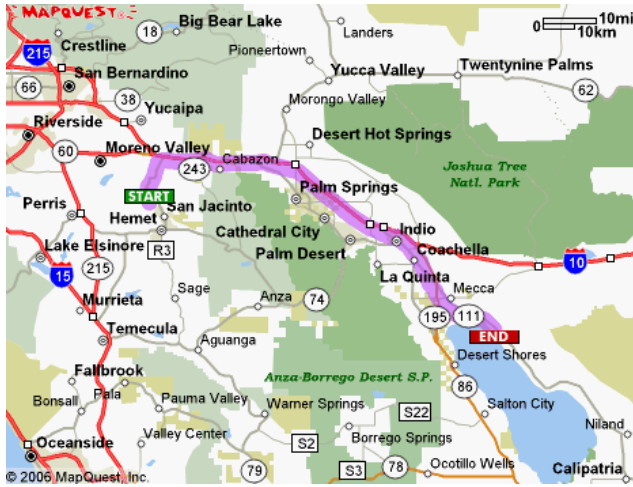 MAPQUEST
10mi
10km
Big Bear Lake
Landers
Crestline
18
215
Pioneertown
San Bernardino
Yucca Valley
Twentynine Palms
66
38
62
Yucaipa
Morongo Valley
Riverside
Desert Hot Springs
60
Moreno Valley
Cabazon
Joshua Tree
Natl. Park
243
START
Palm Springs
Perris
San Jacinto
Hemet
Cathedral City
Indio
Lake Elsinore
R3
Palm Desert
Coachella
10
15
215
La Quinta
Mecca
Murrieta
Sage
Anza
74
195
111
Temecula
END
Aguanga
Desert Shores
Fallbrook
Anza-Borrego Desert S.P.
86
Bonsall
Pala
Pauma Valley
Warner Springs
S22
Salton City
Niland
Oceanside
Valley Center
S2
Borrego Springs
79
S3
78
Ocotillo Wells
Calipatria
© 2006 MapQuest, Inc.
0